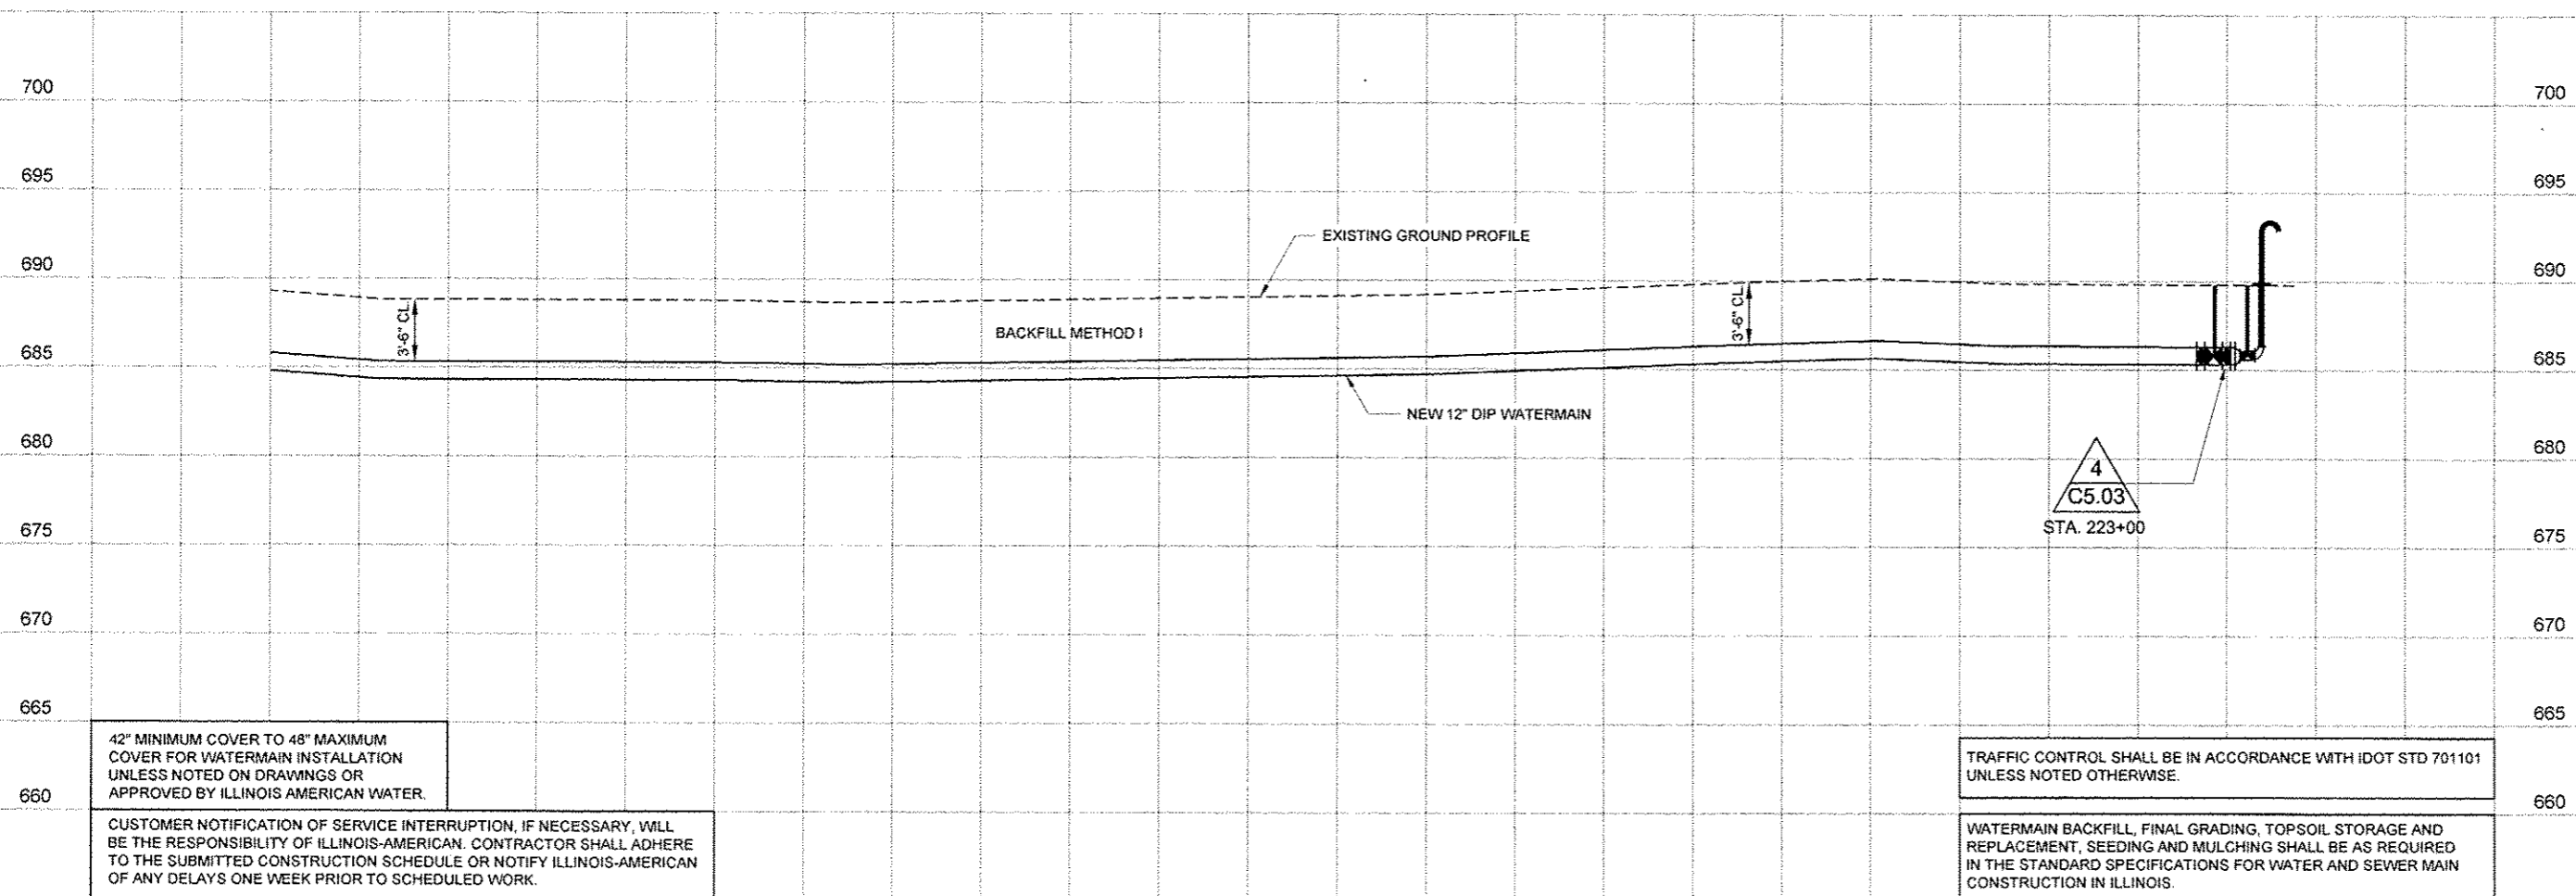 700
700
695
695
EXISTING GROUND PROFILE
690
690
3'-6" CL
3'-6" CL
BACKFILL METHOD I
685
685
NEW 12" DIP WATERMAIN
680
680
4
C5.03
STA. 223+00
675
675
670
670
665
665
42" MINIMUM COVER TO 48" MAXIMUM
COVER FOR WATERMAIN INSTALLATION
UNLESS NOTED ON DRAWINGS OR
APPROVED BY ILLINOIS AMERICAN WATER.
TRAFFIC CONTROL SHALL BE IN ACCORDANCE WITH IDOT STD 701101
UNLESS NOTED OTHERWISE.
660
660
CUSTOMER NOTIFICATION OF SERVICE INTERRUPTION, IF NECESSARY, WILL
BE THE RESPONSIBILITY OF ILLINOIS-AMERICAN. CONTRACTOR SHALL ADHERE
TO THE SUBMITTED CONSTRUCTION SCHEDULE OR NOTIFY ILLINOIS-AMERICAN
OF ANY DELAYS ONE WEEK PRIOR TO SCHEDULED WORK.
WATERMAIN BACKFILL, FINAL GRADING, TOPSOIL STORAGE AND
REPLACEMENT, SEEDING AND MULCHING SHALL BE AS REQUIRED
IN THE STANDARD SPECIFICATIONS FOR WATER AND SEWER MAIN
CONSTRUCTION IN ILLINOIS.